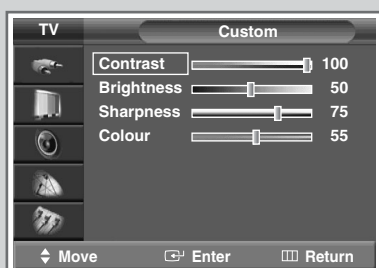 TV Custom
Contrast 100
Brightness 50
Sharpness 75
Colour 55
Move Enter Return